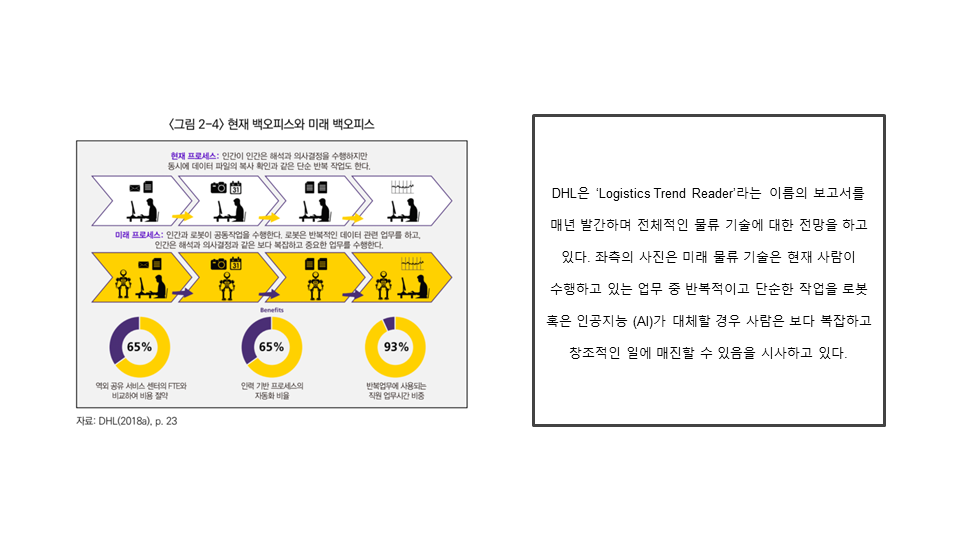 <그림 2-4> 현재 백오피스와 미래 백오피스
현재 프로세스: 인간이 인간은 해석과 의사결정을 수행하지만
동시에 데이터 파일의 복사 확인과 같은 단순 반복 작업도 한다.
31
미래 프로세스: 인간과 로봇이 공동작업을 수행한다. 로봇은 반복적인 데이터 관련 업무를 하고,
인간은 해석과 의사결정과 같은 보다 복잡하고 중요한 업무를 수행한다.
31
Benefits
65%
65%
93%
역외 공유 서비스 센터의 FTE와
비교하여 비용 절약
인력 기반 프로세스의
자동화 비율
반복업무에 사용되는
직원 업무시간 비중
자료: DHL(2018a), p. 23
DHL은 ‘Logistics Trend Reader’라는 이름의 보고서를
매년 발간하며 전체적인 물류 기술에 대한 전망을 하고
있다. 좌측의 사진은 미래 물류 기술은 현재 사람이
수행하고 있는 업무 중 반복적이고 단순한 작업을 로봇
혹은 인공지능 (AI)가 대체할 경우 사람은 보다 복잡하고
창조적인 일에 매진할 수 있음을 시사하고 있다.